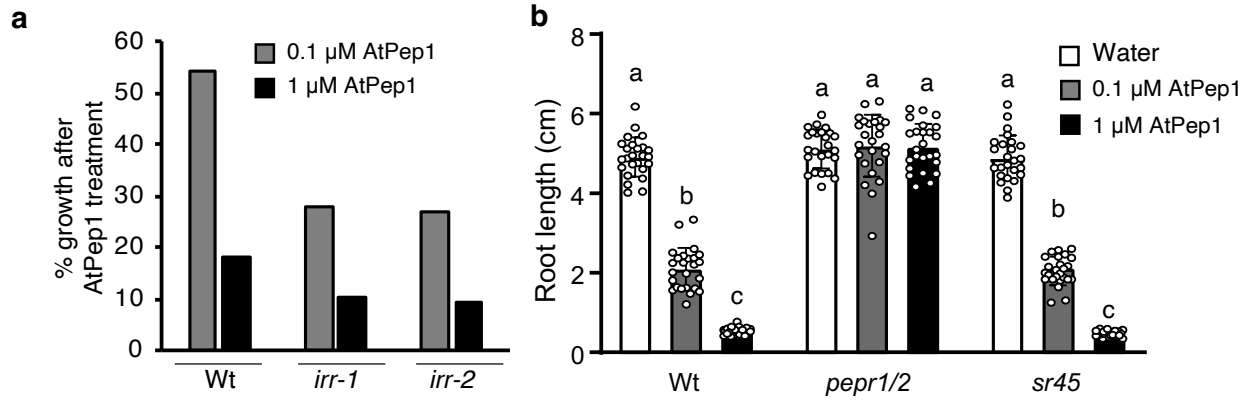 a
% growth after
AtPep1 treatment
60
50
40
30
20
10
0
0.1 µM AtPep1
1 µM AtPep1
Wt
irr-1
irr-2
b
Root length (cm)
8
6
4
2
0
Water
0.1 µM AtPep1
1 µM AtPep1
a
b
c
a
a
a
a
b
c
Wt
pepr1/2
sr45